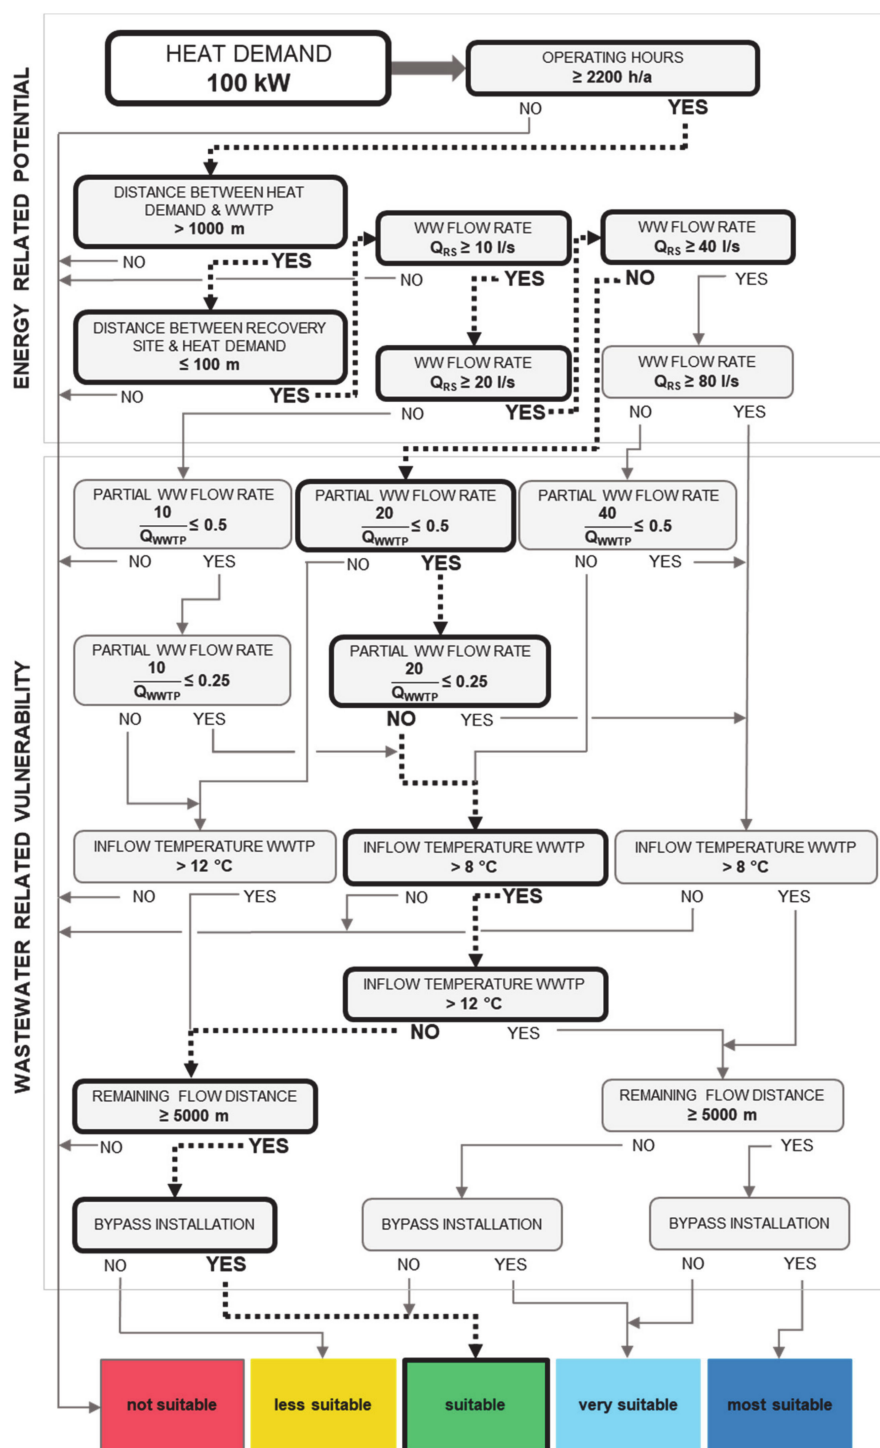 ENERGY RELATED POTENTIAL
HEAT DEMAND
100 kW
OPERATING HOURS
≥ 2200 h/a
NO
YES
DISTANCE BETWEEN HEAT
DEMAND & WWTP
> 1000 m
NO
YES
WW FLOW RATE
Q_RS ≥ 10 l/s
NO
YES
WW FLOW RATE
Q_RS ≥ 40 l/s
NO
YES
DISTANCE BETWEEN RECOVERY
SITE & HEAT DEMAND
≤ 100 m
NO
YES
WW FLOW RATE
Q_RS ≥ 20 l/s
NO
YES
WW FLOW RATE
Q_RS ≥ 80 l/s
NO
YES
WASTEWATER RELATED VULNERABILITY
PARTIAL WW FLOW RATE
10
Q_WWTP ≤ 0.5
NO
YES
PARTIAL WW FLOW RATE
20
Q_WWTP ≤ 0.5
NO
YES
PARTIAL WW FLOW RATE
40
Q_WWTP ≤ 0.5
NO
YES
PARTIAL WW FLOW RATE
10
Q_WWTP ≤ 0.25
NO
YES
PARTIAL WW FLOW RATE
20
Q_WWTP ≤ 0.25
NO
YES
INFLOW TEMPERATURE WWTP
> 12 °C
NO
YES
INFLOW TEMPERATURE WWTP
> 8 °C
NO
YES
INFLOW TEMPERATURE WWTP
> 8 °C
NO
YES
INFLOW TEMPERATURE WWTP
> 12 °C
NO
YES
REMAINING FLOW DISTANCE
≥ 5000 m
NO
YES
REMAINING FLOW DISTANCE
≥ 5000 m
NO
YES
BYPASS INSTALLATION
NO
YES
BYPASS INSTALLATION
NO
YES
BYPASS INSTALLATION
NO
YES
not suitable
less suitable
suitable
very suitable
most suitable